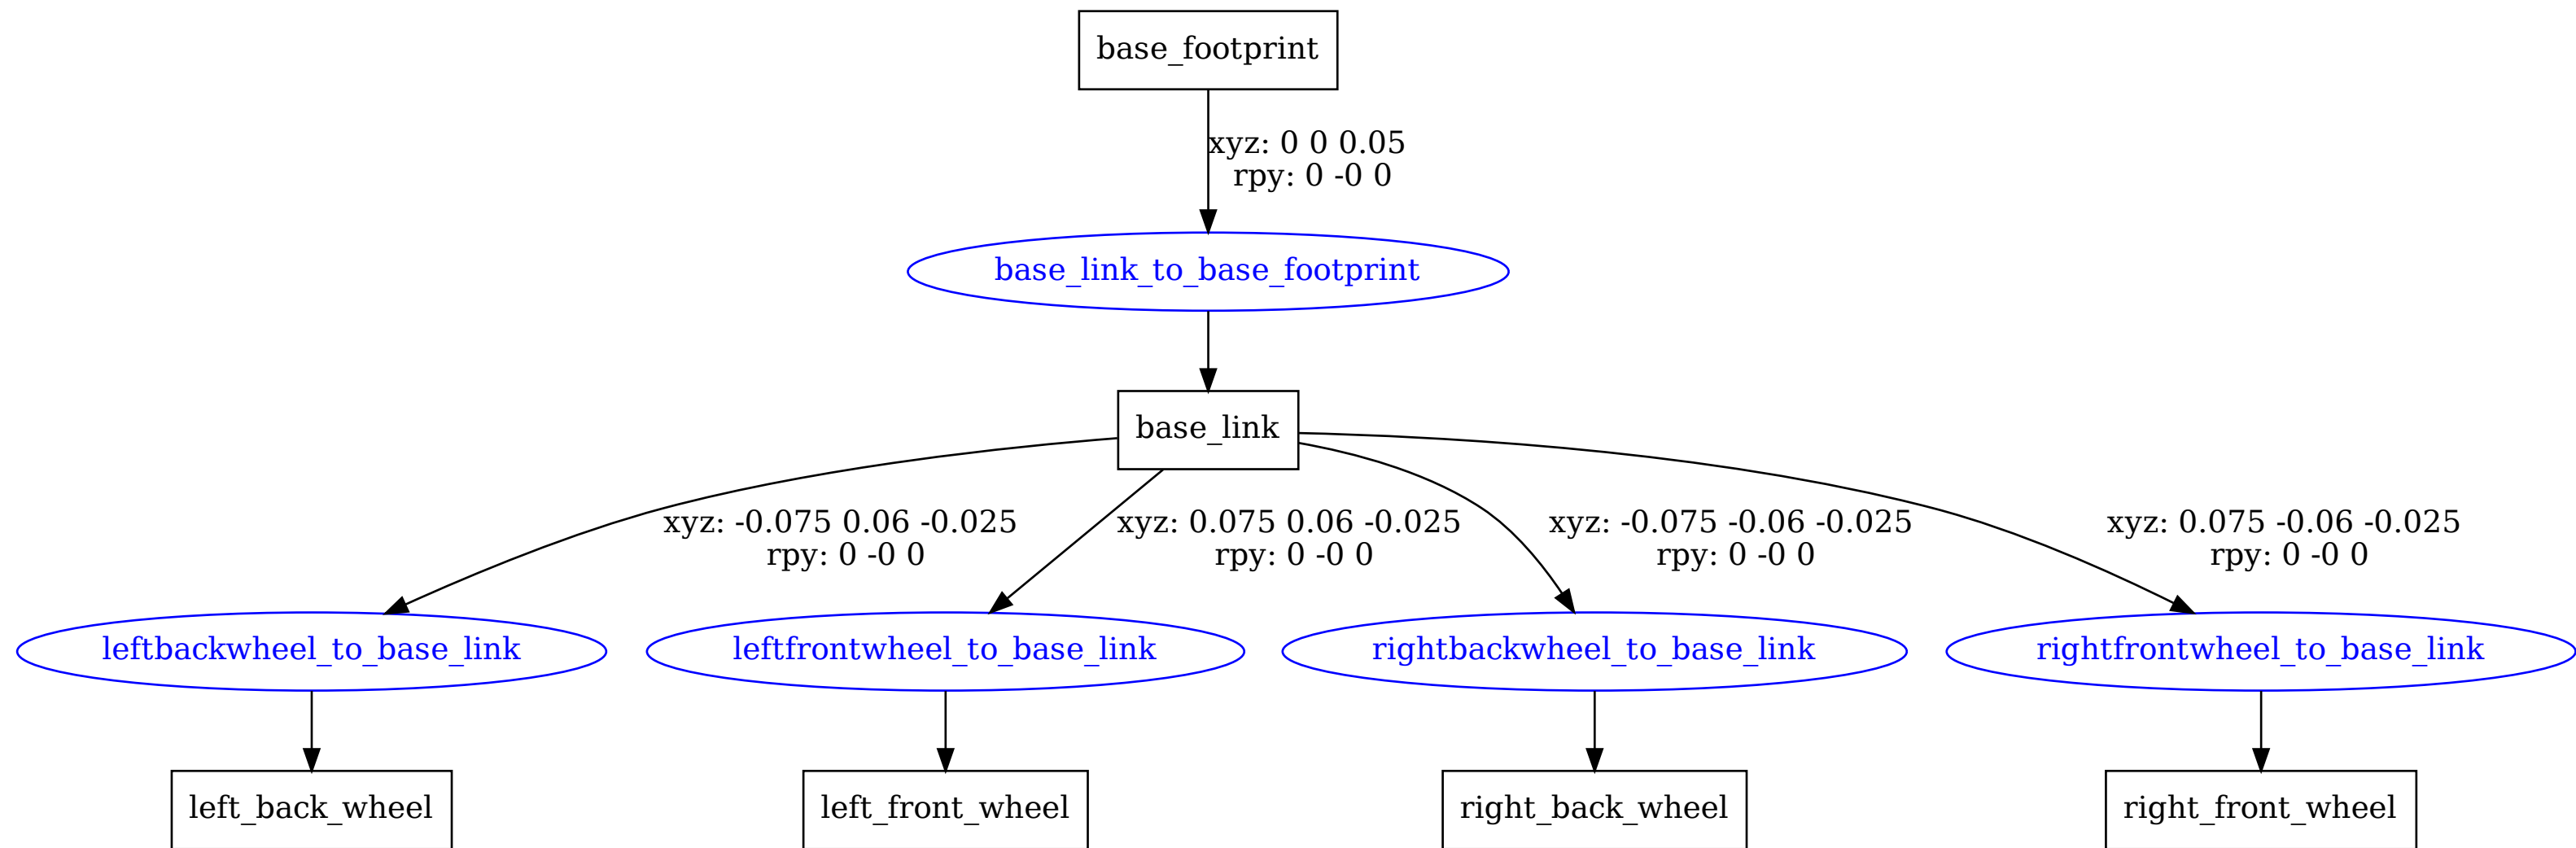 base_footprint
xyz: 0 0 0.05
rpy: 0 -0 0
base_link_to_base_footprint
base_link
xyz: -0.075 0.06 -0.025
rpy: 0 -0 0
xyz: 0.075 0.06 -0.025
rpy: 0 -0 0
xyz: -0.075 -0.06 -0.025
rpy: 0 -0 0
xyz: 0.075 -0.06 -0.025
rpy: 0 -0 0
leftbackwheel_to_base_link
leftfrontwheel_to_base_link
rightbackwheel_to_base_link
rightfrontwheel_to_base_link
left_back_wheel
left_front_wheel
right_back_wheel
right_front_wheel